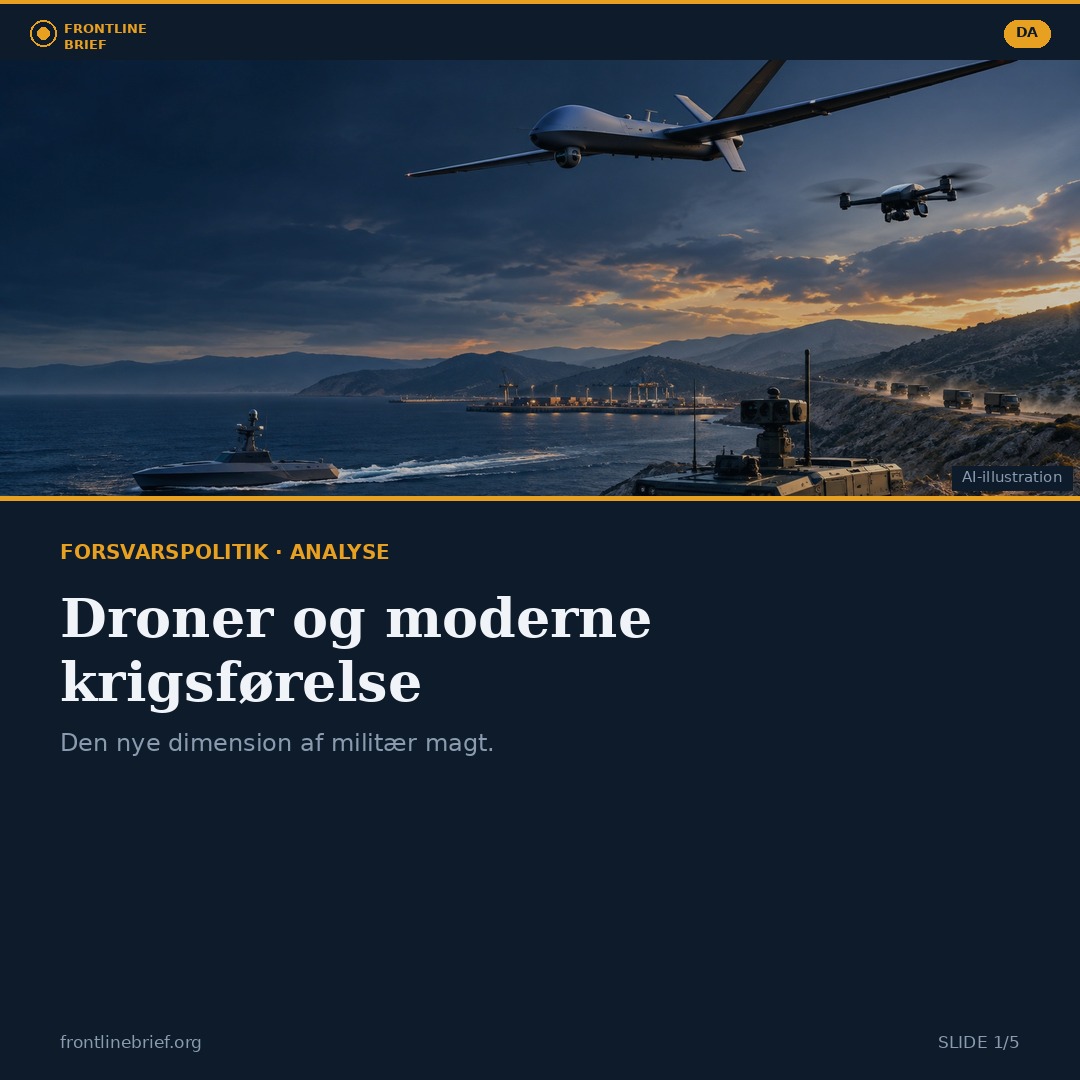 FRONTLINE
BRIEF
DA
AI-illustration
FORSVARSPOLITIK · ANALYSE
Droner og moderne
krigsførelse
Den nye dimension af militær magt.
frontlinebrief.org
SLIDE 1/5